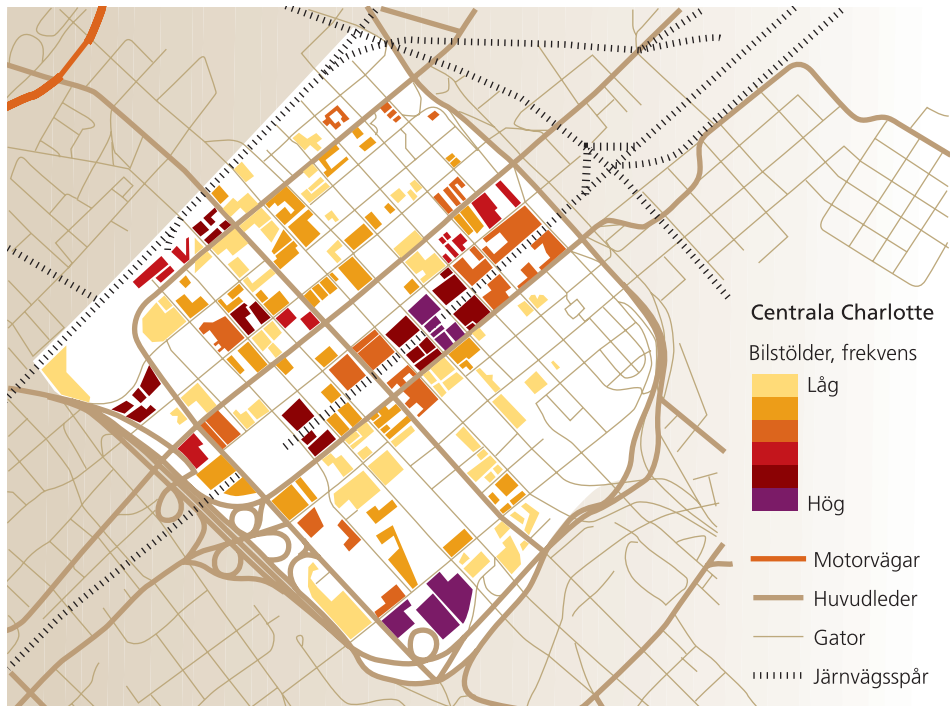 Centrala Charlotte
Bilstölder, frekvens
Låg
Hög
Motorvägar
Huvudleder
Gator
Järnvägsspår